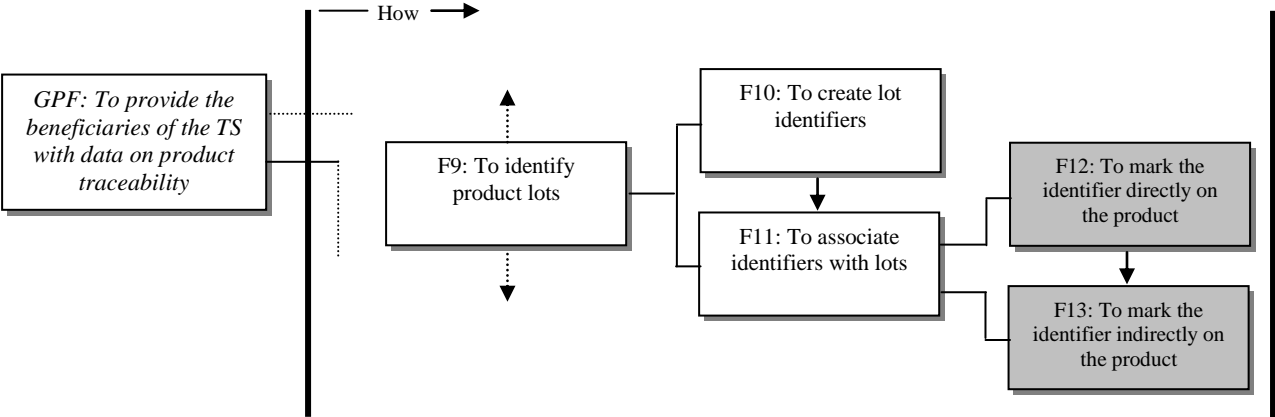 How
GPF: To provide the
beneficiaries of the TS
with data on product
traceability
F9: To identify
product lots
F10: To create lot
identifiers
F11: To associate
identifiers with lots
F12: To mark the
identifier directly on
the product
F13: To mark the
identifier indirectly on
the product